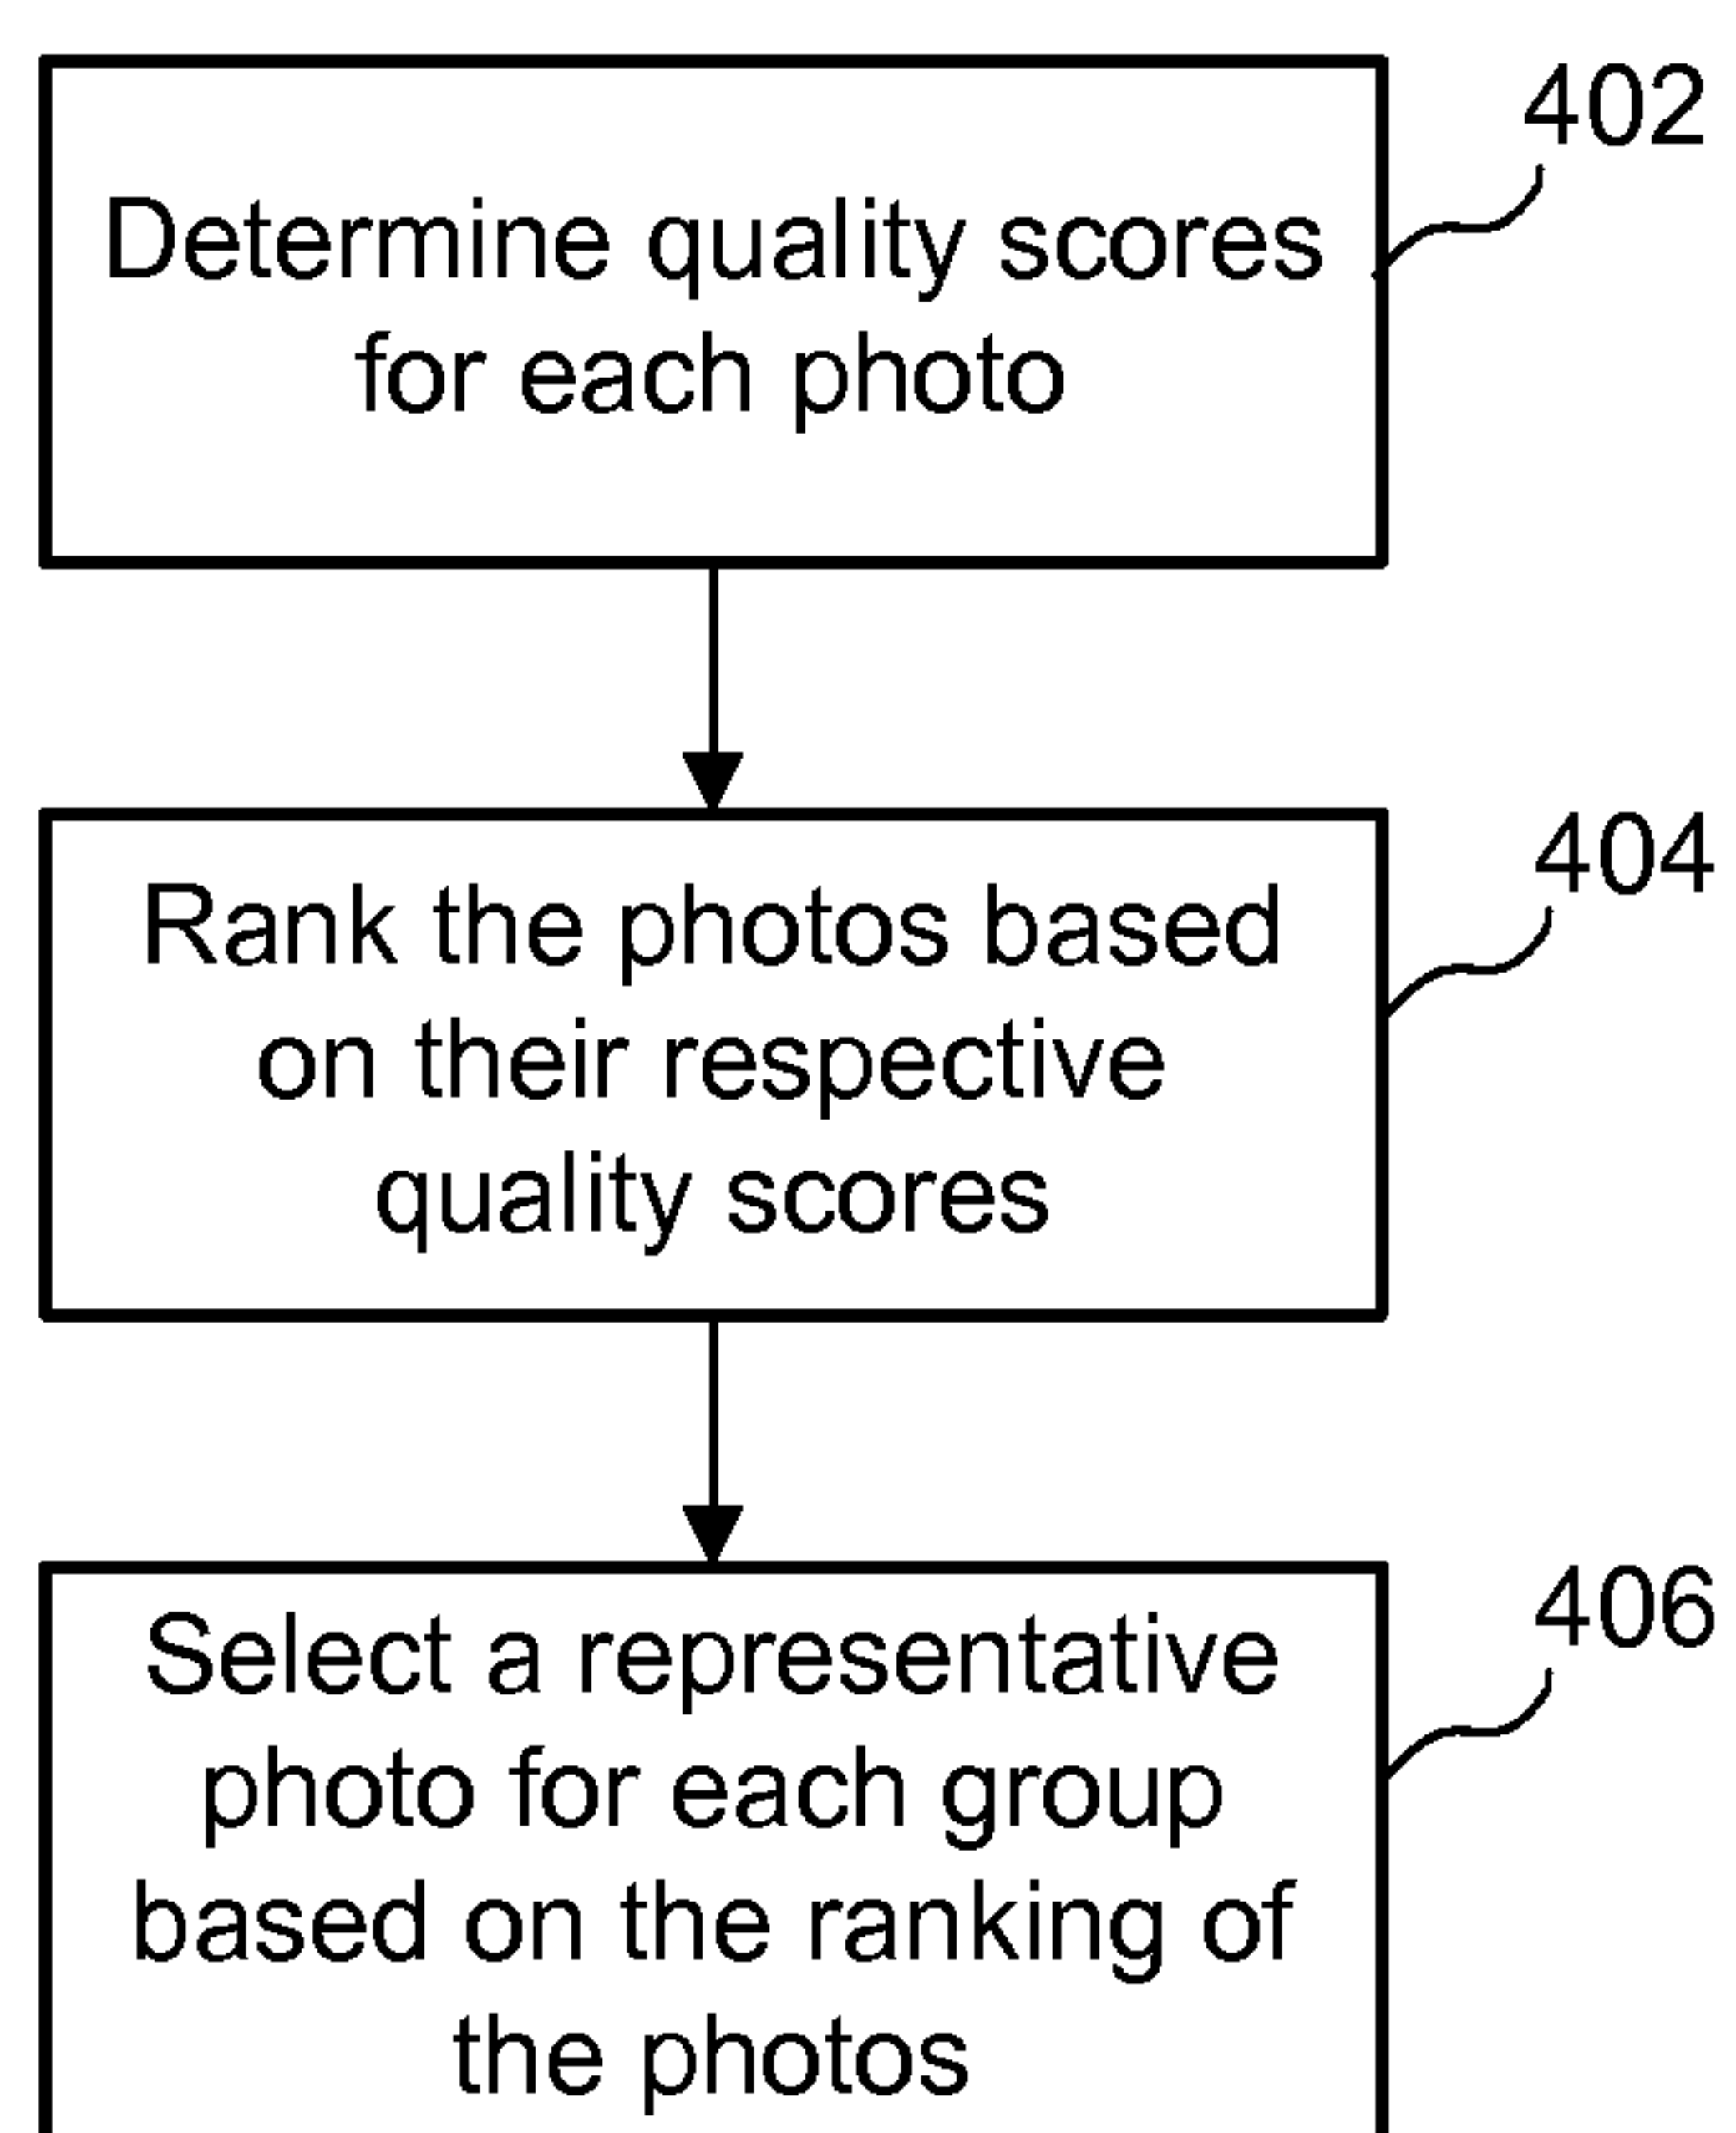 402
Determine quality scores
for each photo
404
Rank the photos based
on their respective
quality scores
406
Select a representative
photo for each group
based on the ranking of
the photos